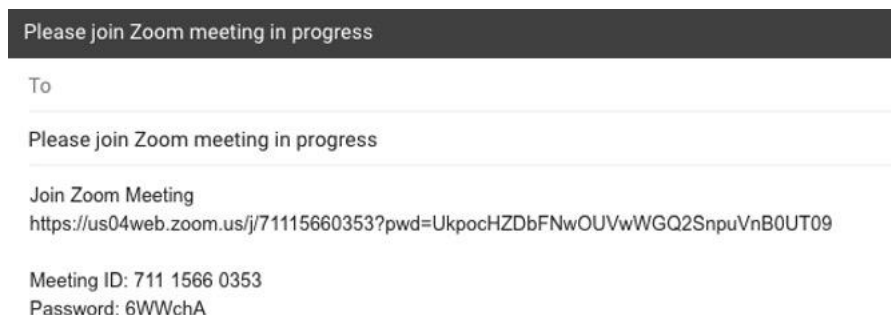 Please join Zoom meeting in progress
To
Please join Zoom meeting in progress
Join Zoom Meeting
https://us04web.zoom.us/j/71115660353?pwd=UkpocHZDbFNwOUVwWGQ2SnpuVnB0UT09
Meeting ID: 711 1566 0353
Password: 6WWchA